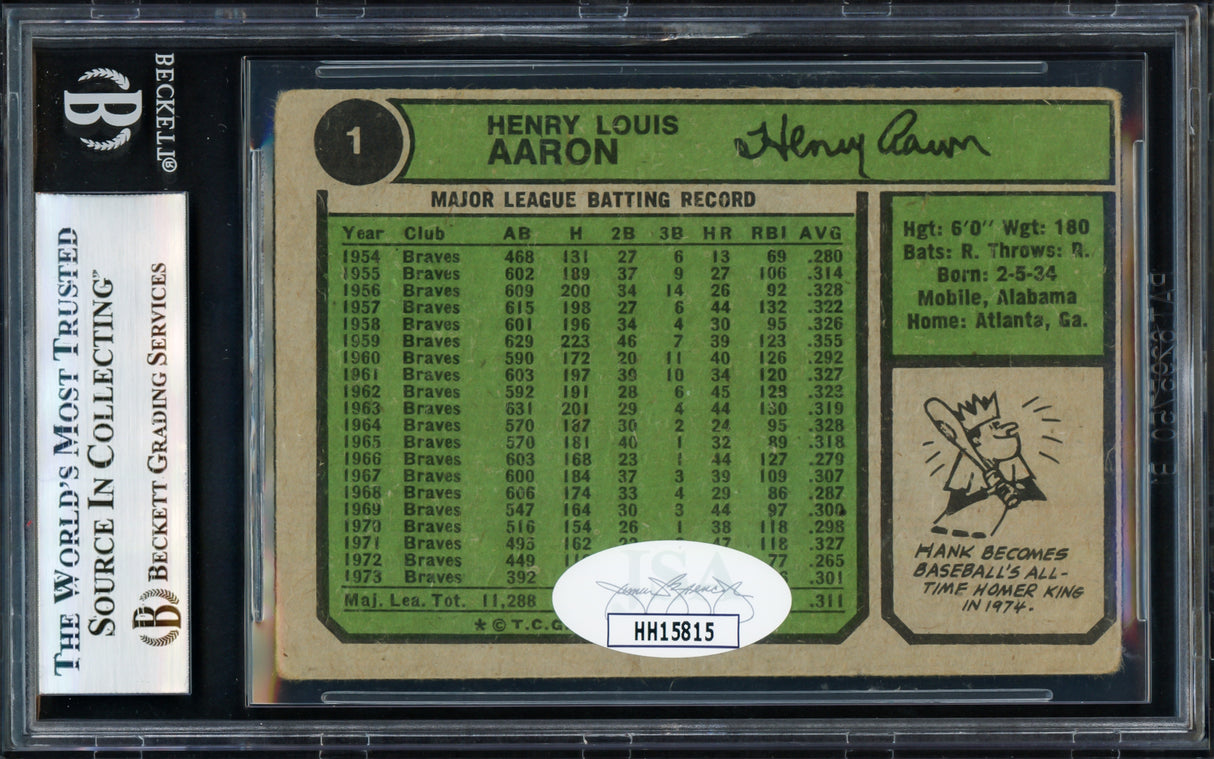 BECKETT®
THE WORLD'S MOST TRUSTED
SOURCE IN COLLECTING"
BECKETT GRADING SERVICES
1
HENRY LOUIS
AARON
Henry Aaron
MAJOR LEAGUE BATTING RECORD
Year Club AB H 2B 3B HR RBI AVG
1954 Braves 468 131 27 6 13 69 .280
1955 Braves 602 189 37 9 27 06 .314
1956 Braves 609 200 34 14 26 92 .328
1957 Braves 615 198 27 6 44 132 .322
1958 Braves 601 196 34 4 30 95 .326
1959 Braves 629 223 46 7 39 123 .355
1960 Braves 590 172 20 11 40 126 .292
1961 Braves 603 197 39 10 34 120 .327
1962 Braves 592 191 28 6 45 128 .323
1963 Braves 631 201 29 4 44 130 .319
1964 Braves 570 187 30 2 24 95 .328
1965 Braves 570 181 40 1 32 89 .318
1966 Braves 603 168 23 1 44 127 .279
1967 Braves 600 184 37 3 39 109 .307
1968 Braves 606 174 33 4 29 86 .287
1969 Braves 547 164 30 3 44 97 .300
1970 Braves 516 154 26 1 38 118 .298
1971 Braves 495 162 47 118 .327
1972 Braves 449 77 .265
1973 Braves 392 .301
Maj. Lea. Tot. 11,288 .311
* © T.C.G
JSA
HH15815
Hgt: 6'0" Wgt: 180
Bats: R. Throws: R.
Born: 2-5-34
Mobile, Alabama
Home: Atlanta, Ga.
HANK BECOMES
BASEBALL'S ALL-
TIME HOMER KING
IN 1974.